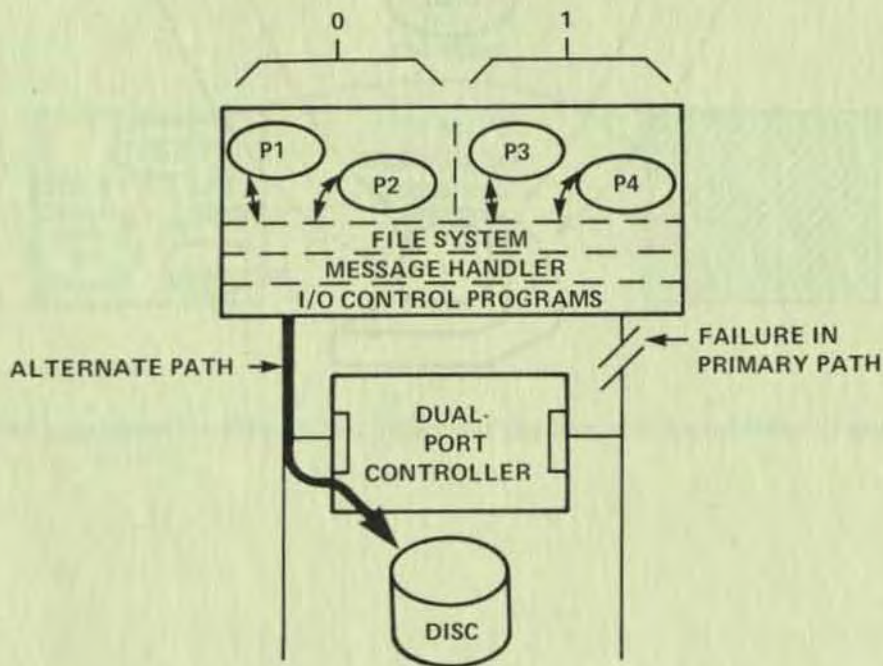 0 1
P1
P2
P3
P4
FILE SYSTEM
MESSAGE HANDLER
I/O CONTROL PROGRAMS
ALTERNATE PATH
FAILURE IN
PRIMARY PATH
DUAL-
PORT
CONTROLLER
DISC